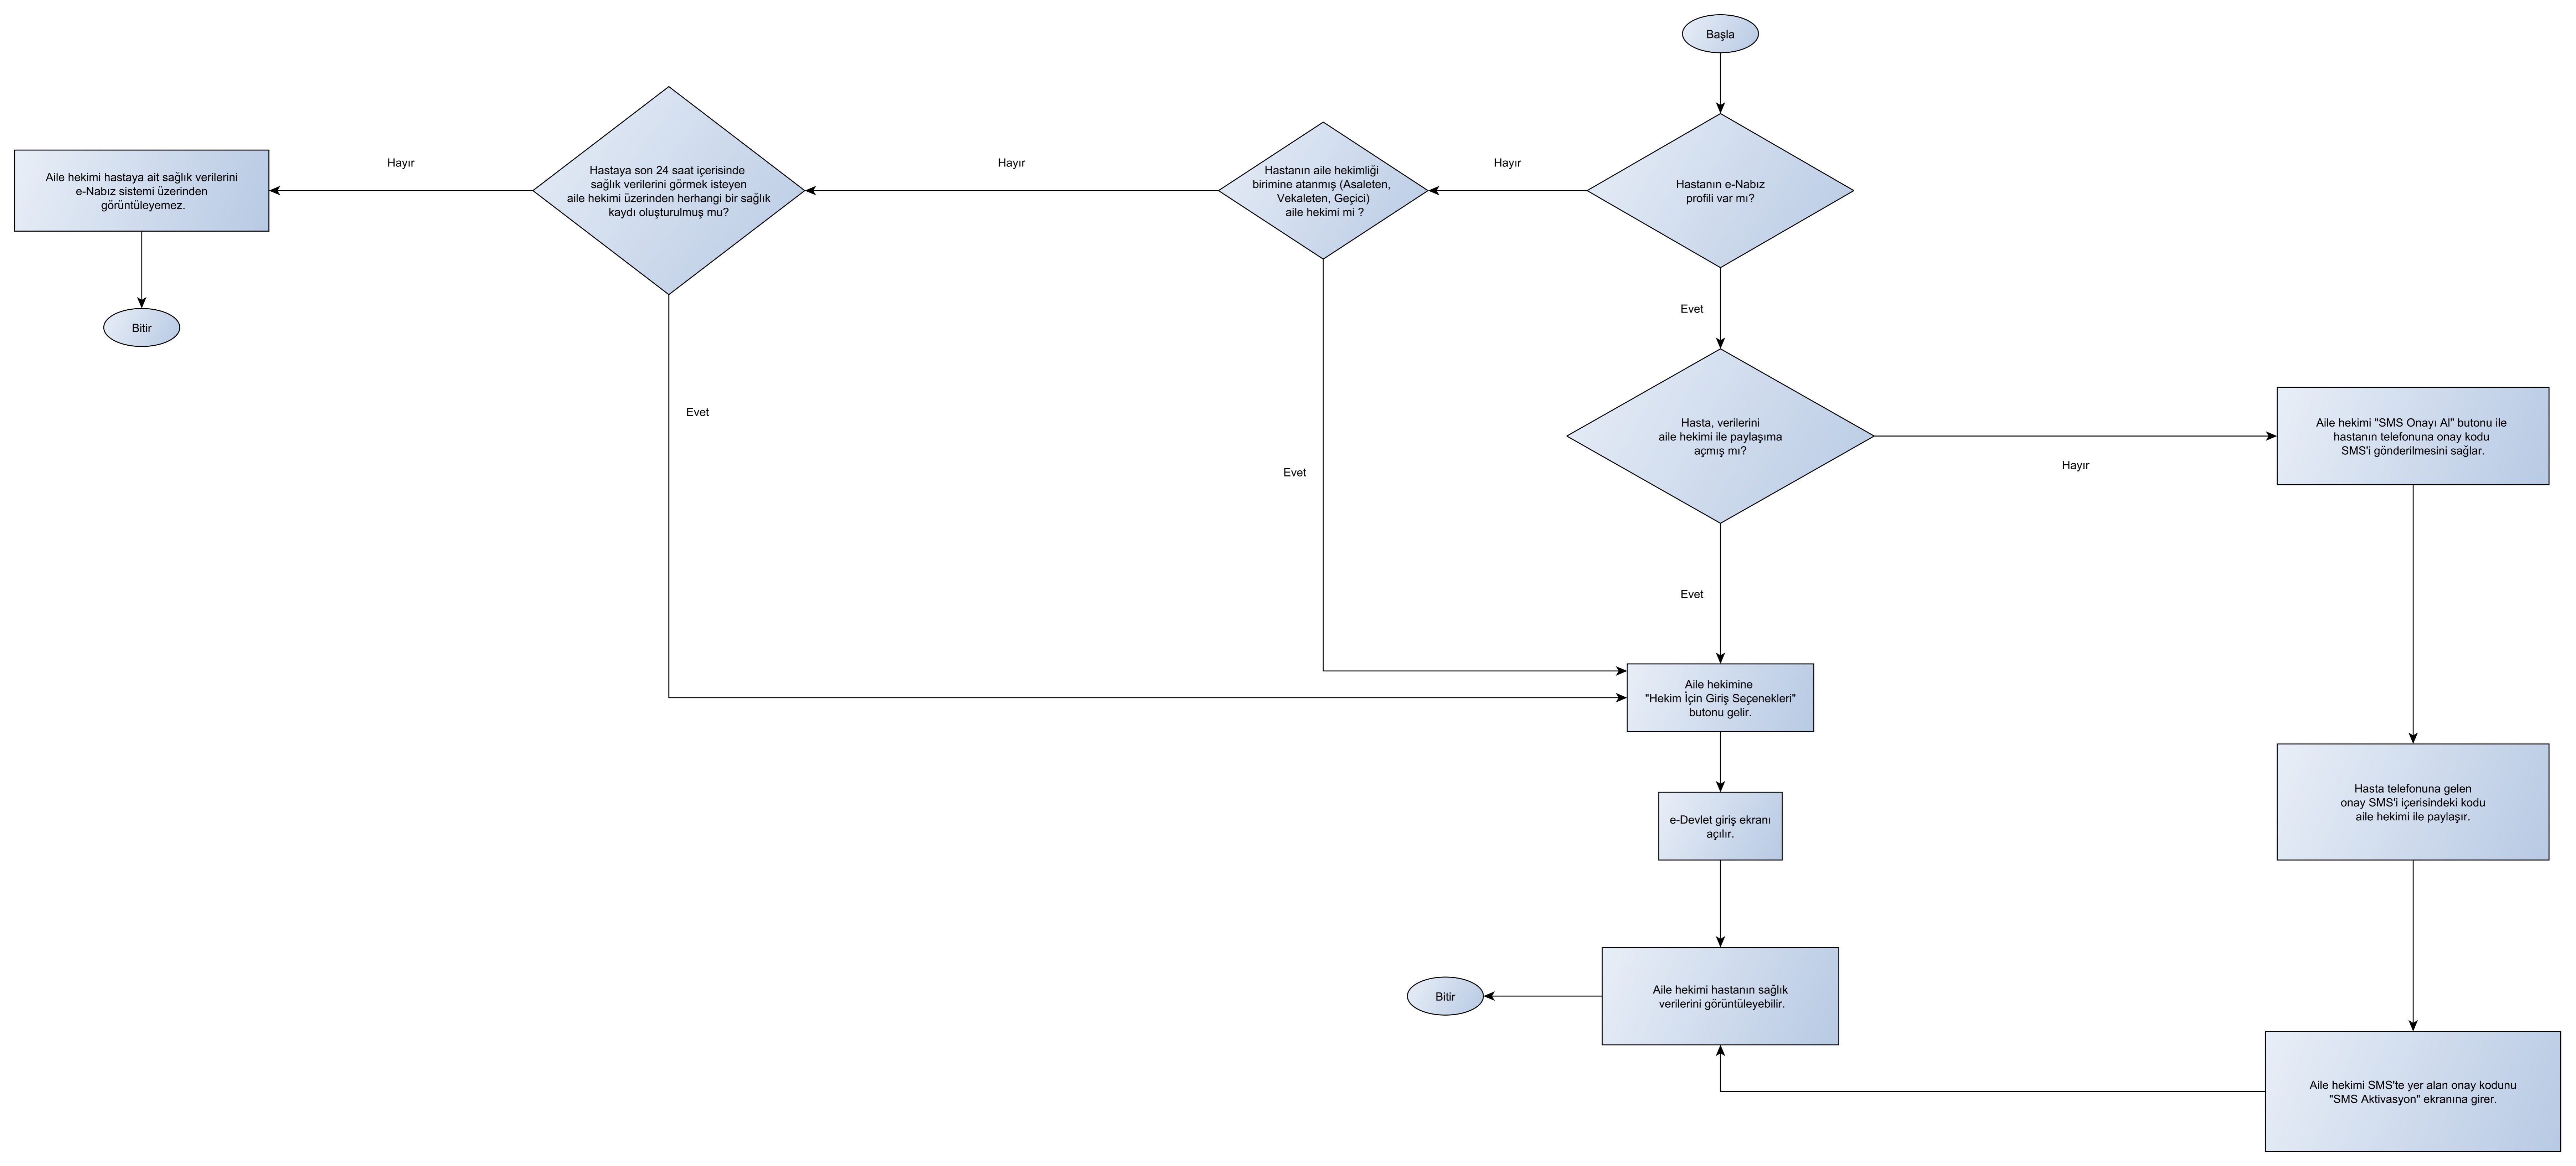 Başla
Hastanın e-Nabız
profili var mı?
Hayır
Hastanın aile hekimliği
birimine atanmış (Asaleten,
Vekaleten, Geçici)
aile hekimi mi ?
Hayır
Hastaya son 24 saat içerisinde
sağlık verilerini görmek isteyen
aile hekimi üzerinden herhangi bir sağlık
kaydı oluşturulmuş mu?
Hayır
Aile hekimi hastaya ait sağlık verilerini
e-Nabız sistemi üzerinden
görüntüleyemez.
Bitir
Evet
Evet
Evet
Hasta, verilerini
aile hekimi ile paylaşıma
açmış mı?
Hayır
Aile hekimi "SMS Onayı Al" butonu ile
hastanın telefonuna onay kodu
SMS'i gönderilmesini sağlar.
Evet
Aile hekimine
"Hekim İçin Giriş Seçenekleri"
butonu gelir.
e-Devlet giriş ekranı
açılır.
Hasta telefonuna gelen
onay SMS'i içerisindeki kodu
aile hekimi ile paylaşır.
Aile hekimi hastanın sağlık
verilerini görüntüleyebilir.
Bitir
Aile hekimi SMS'te yer alan onay kodunu
"SMS Aktivasyon" ekranına girer.